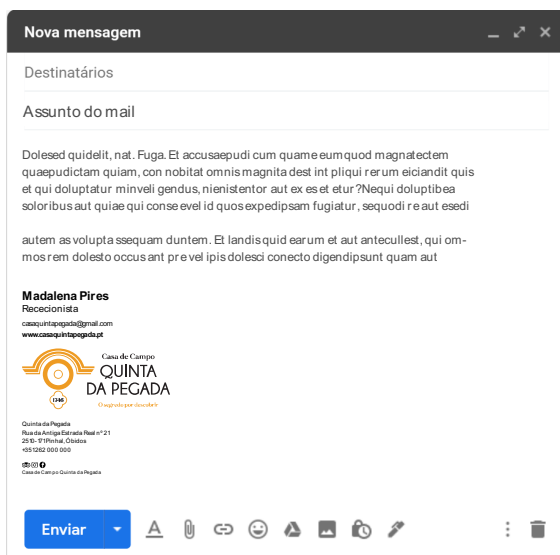 Nova mensagem
Destinatários
Assunto do mail
Dolesed quidelit, nat. Fuga. Et accusaepudi cum quame eumquod magnatectem
quaepudictam quiam, con nobitat omnis magnita dest int pliqui rerum eiciandit quis
et qui doluptatur minveli gendus, nienistentor aut ex es et etur?Nequi doluptibea
soloribus aut quiae qui conse evel id quos expedipsam fugiatur, sequodi re aut esedi
autem as volupta ssequam duntem. Et landis quid earum et aut antecullest, qui om-
mos rem dolesto occus ant pre vel ipis dolesci conecto digendipsunt quam aut
Madalena Pires
Rececionista
casaquintapegada@gmail.com
www.casaquintapegada.pt
Casa de Campo
QUINTA
DA PEGADA
1346
O segredo por descobrir
Quinta da Pegada
Rua da Antiga Estrada Real nº 21
2510-171 Pinhal, Óbidos
+351 262 000 000
Casa de Campo Quinta da Pegada
Enviar